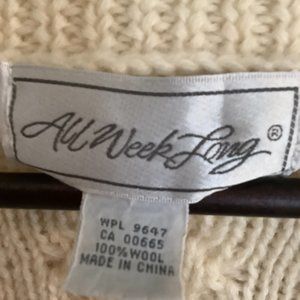 All Week Long®
WPL 9647
CA 00665
100% WOOL
MADE IN CHINA